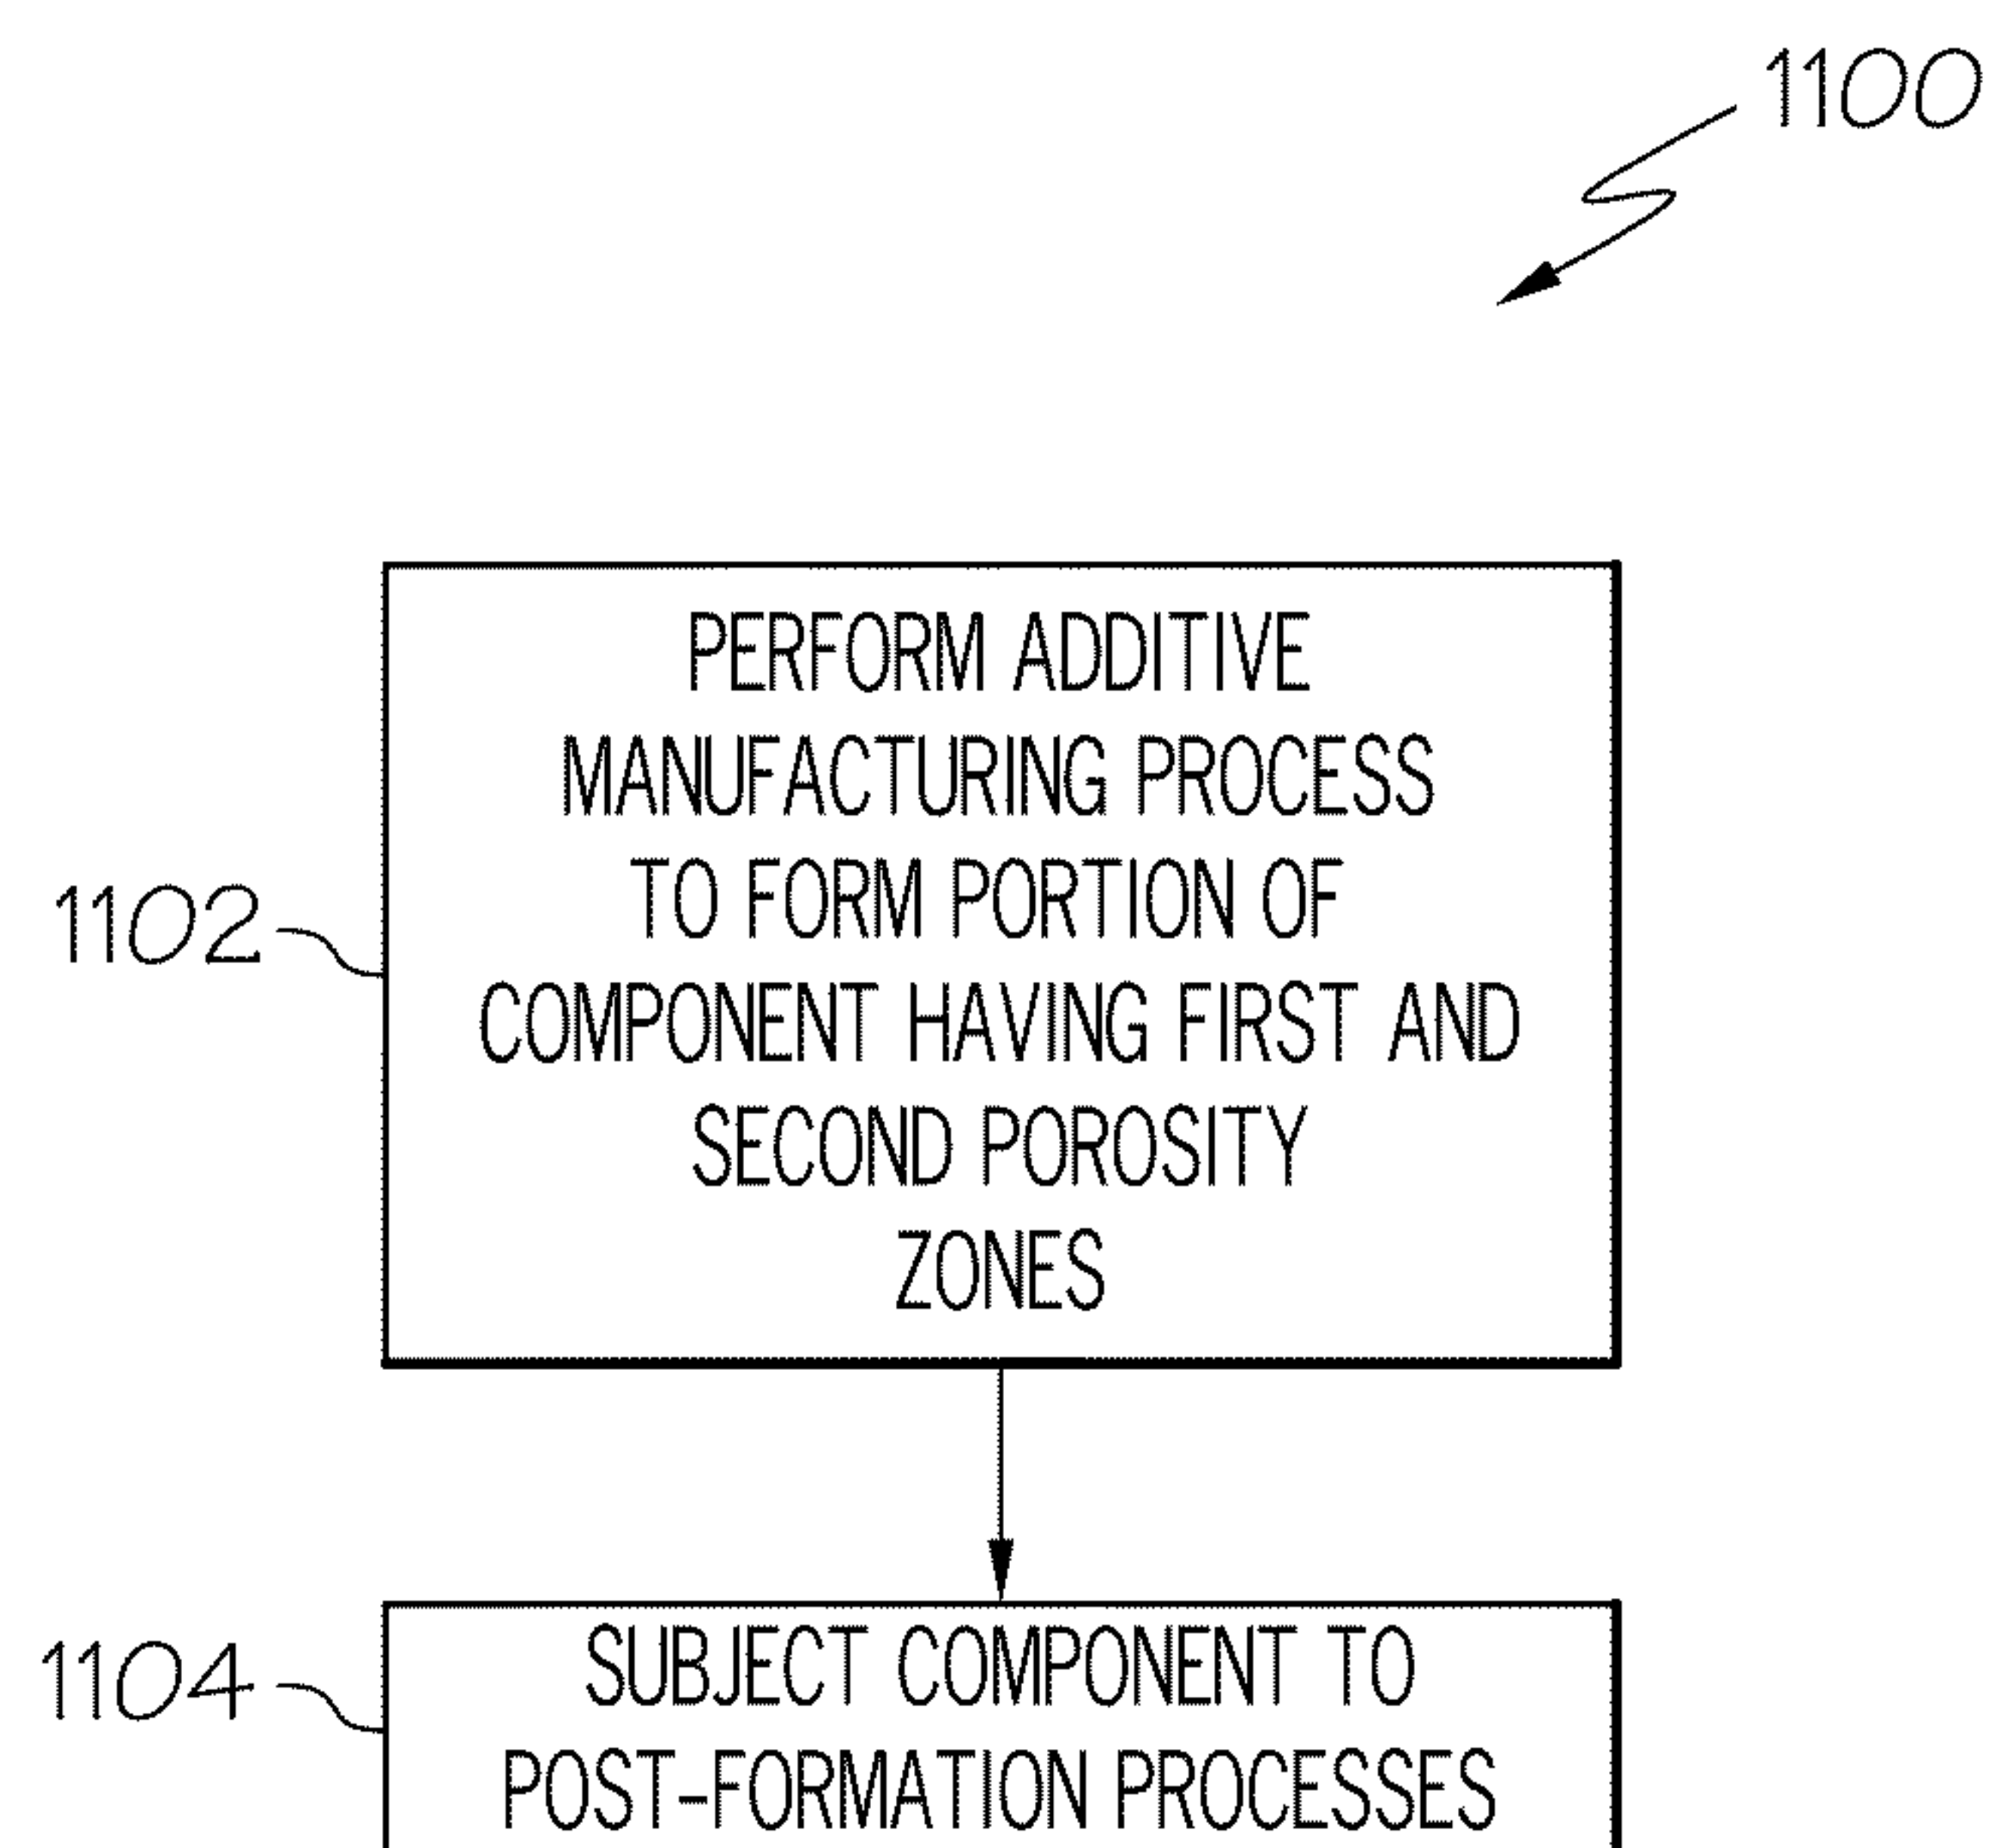 1100
PERFORM ADDITIVE
MANUFACTURING PROCESS
TO FORM PORTION OF
1102
COMPONENT HAVING FIRST AND
SECOND POROSITY
ZONES
1104
SUBJECT COMPONENT TO
POST-FORMATION PROCESSES